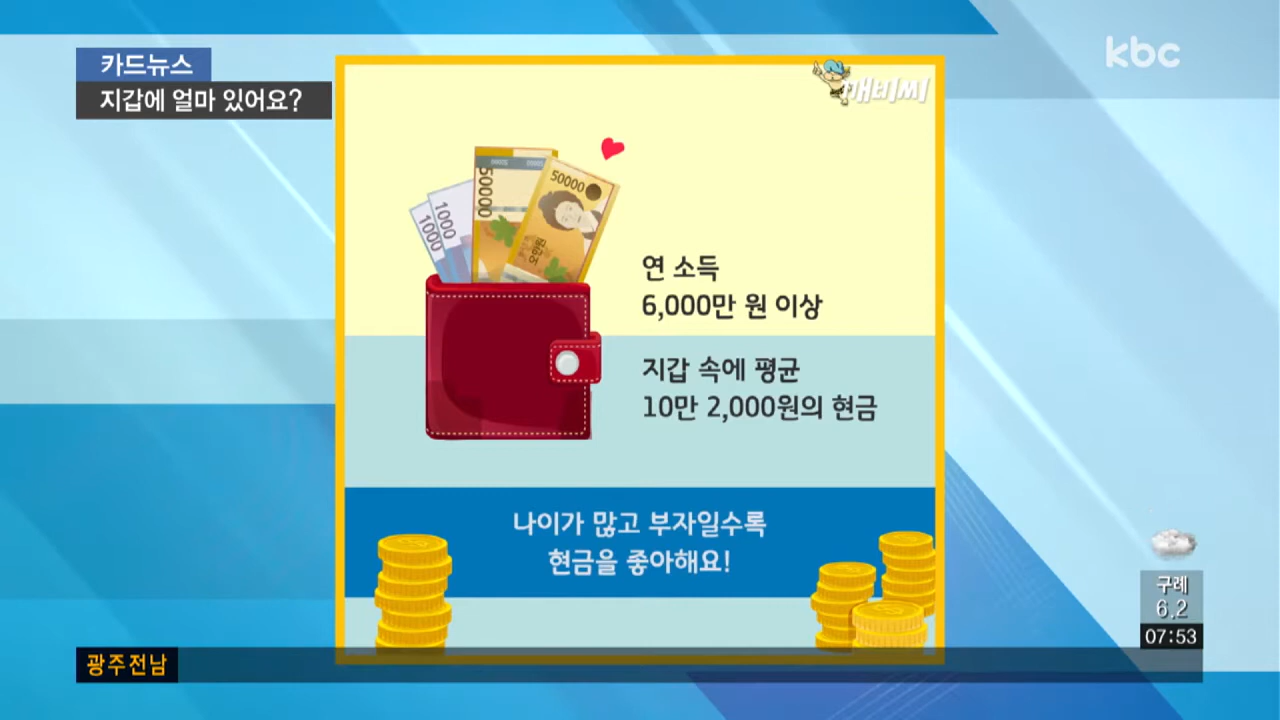 카드뉴스
지갑에 얼마 있어요?
kbc
깨비씨
50000
50000
오만원
1000
1000
연 소득
6,000만 원 이상
지갑 속에 평균
10만 2,000원의 현금
나이가 많고 부자일수록
현금을 좋아해요!
구례
6.2
07:53
광주전남